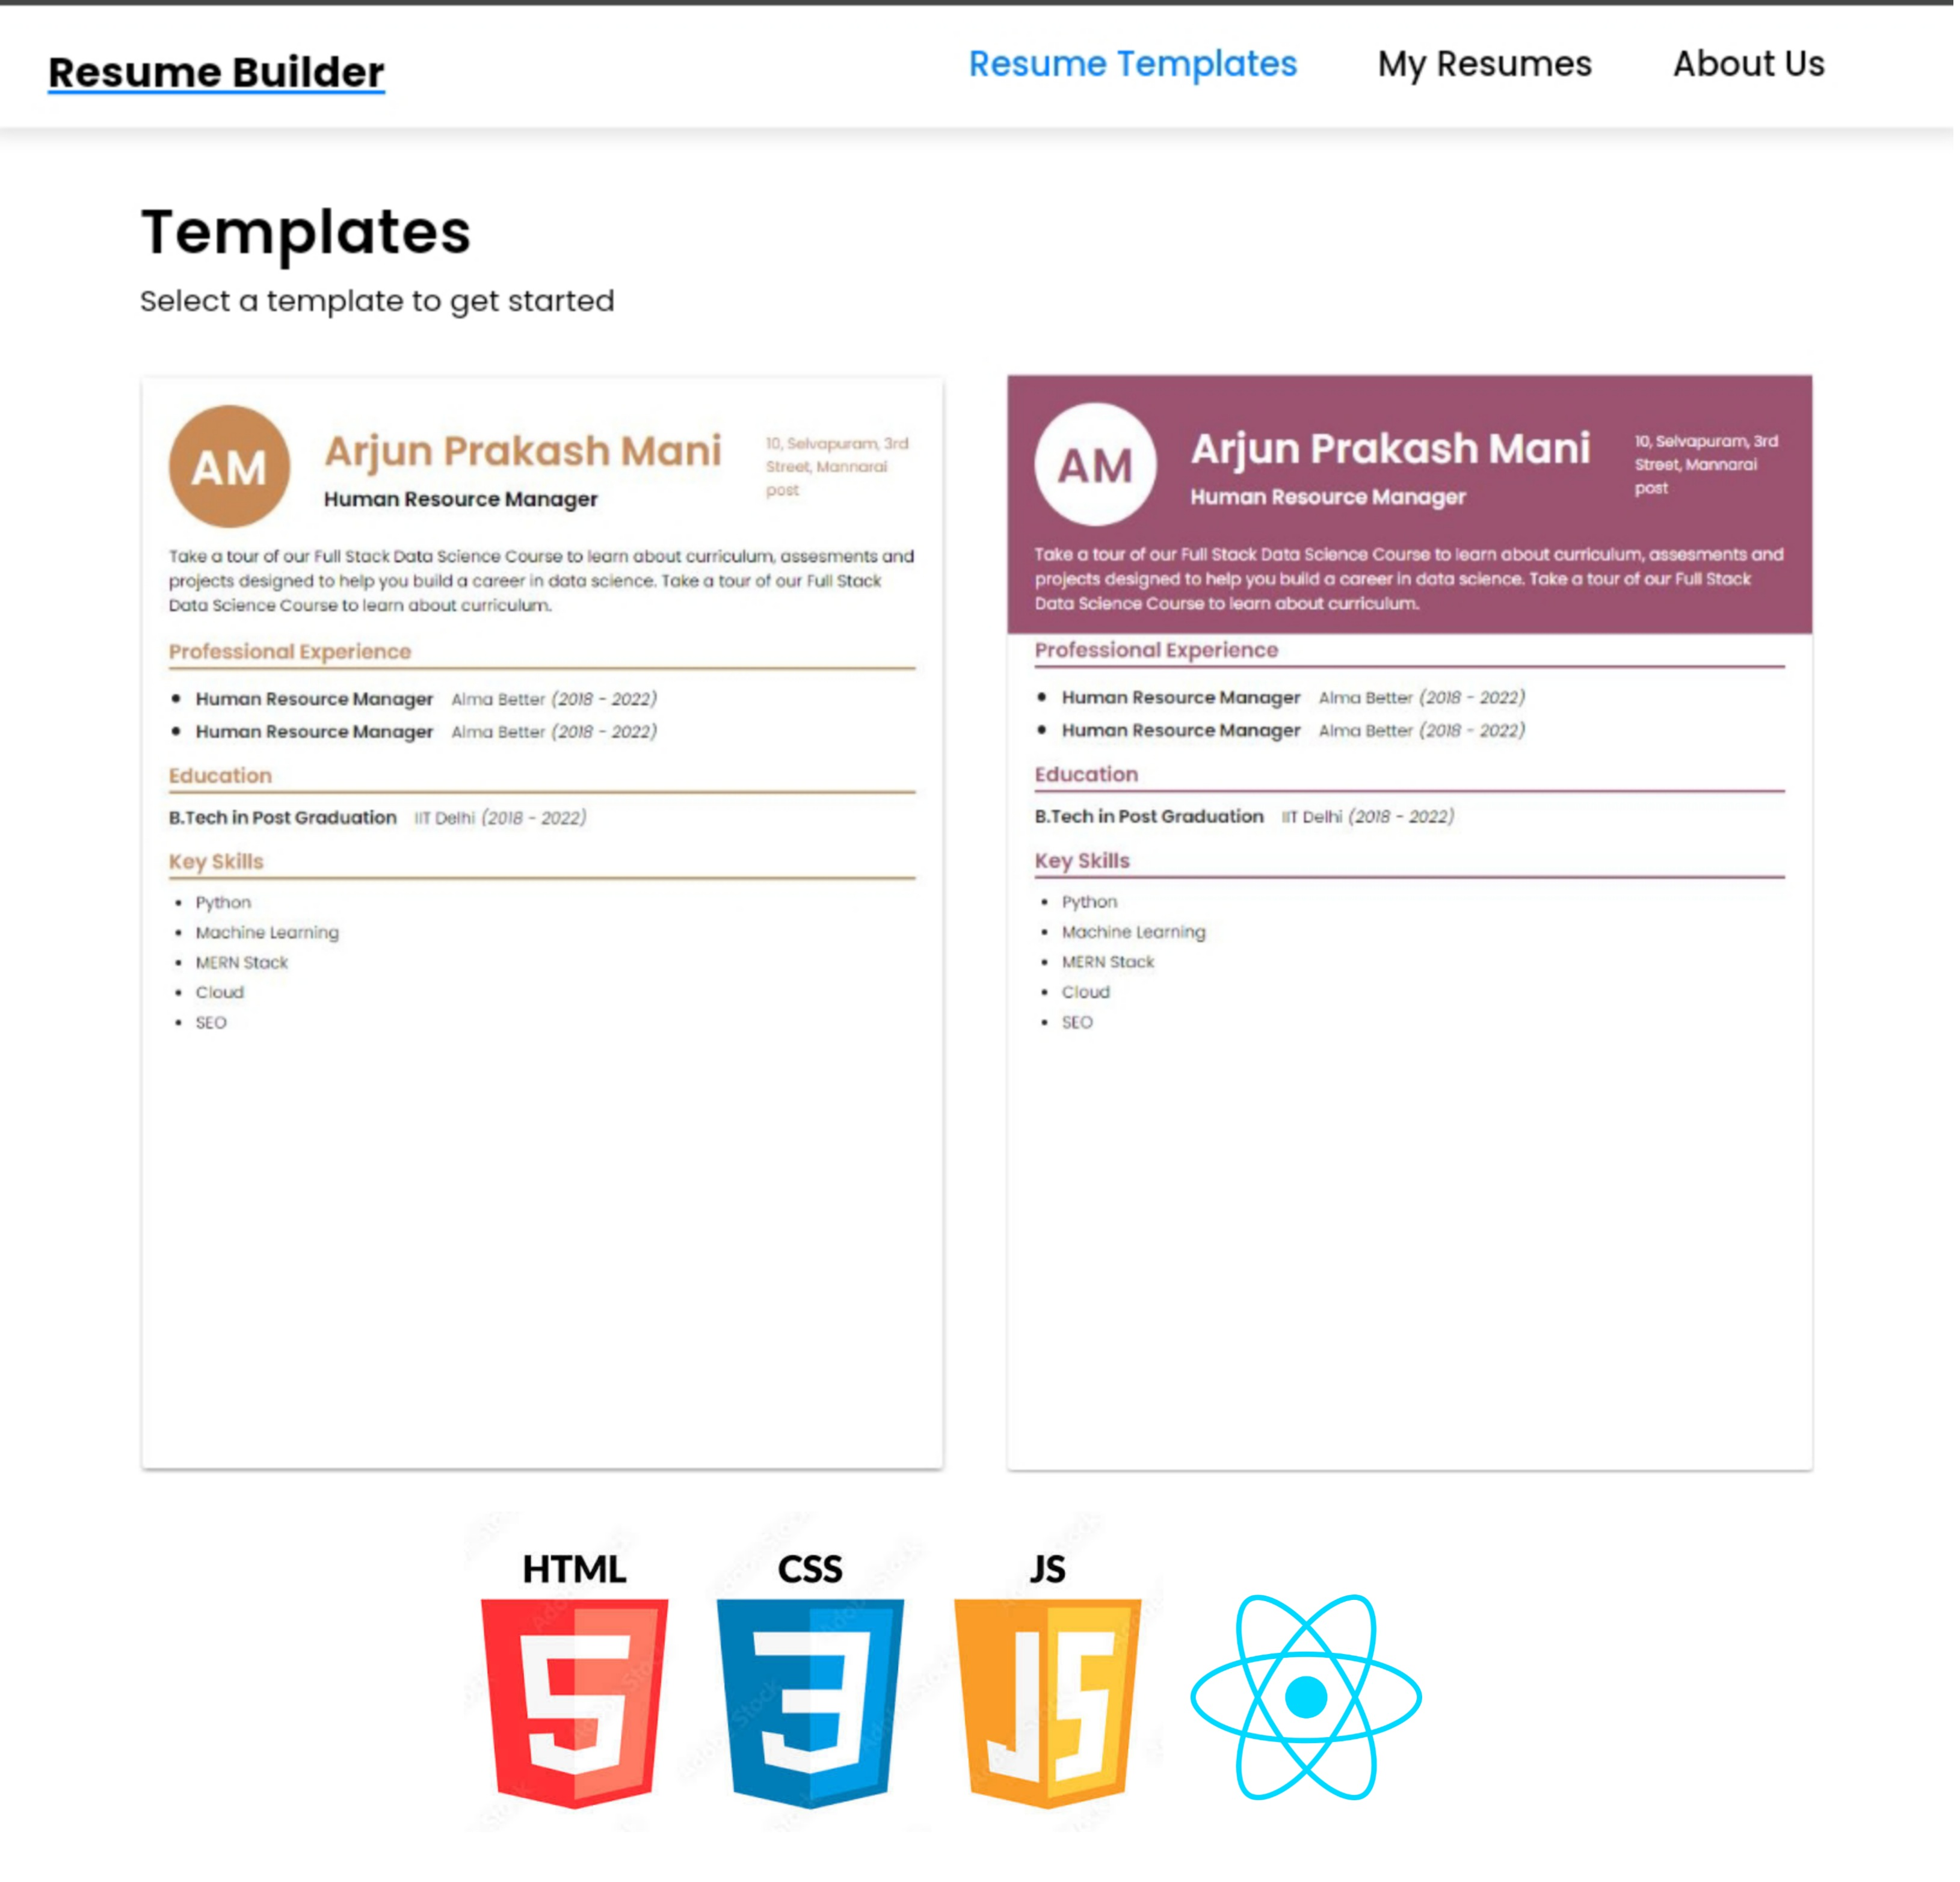 Resume Builder
Resume Templates
My Resumes
About Us
Templates
Select a template to get started
AM
Arjun Prakash Mani
Human Resource Manager
10, Selvapuram, 3rd
Street, Mannarai
post
Take a tour of our Full Stack Data Science Course to learn about curriculum, assesments and
projects designed to help you build a career in data science. Take a tour of our Full Stack
Data Science Course to learn about curriculum.
Professional Experience
• Human Resource Manager Alma Better (2018 - 2022)
• Human Resource Manager Alma Better (2018 - 2022)
Education
B.Tech in Post Graduation IIT Delhi (2018 - 2022)
Key Skills
• Python
• Machine Learning
• MERN Stack
• Cloud
• SEO
AM
Arjun Prakash Mani
Human Resource Manager
10, Selvapuram, 3rd
Street, Mannarai
post
Take a tour of our Full Stack Data Science Course to learn about curriculum, assesments and
projects designed to help you build a career in data science. Take a tour of our Full Stack
Data Science Course to learn about curriculum.
Professional Experience
• Human Resource Manager Alma Better (2018 - 2022)
• Human Resource Manager Alma Better (2018 - 2022)
Education
B.Tech in Post Graduation IIT Delhi (2018 - 2022)
Key Skills
• Python
• Machine Learning
• MERN Stack
• Cloud
• SEO
HTML
CSS
JS
5
3
JS
Adobe Stock